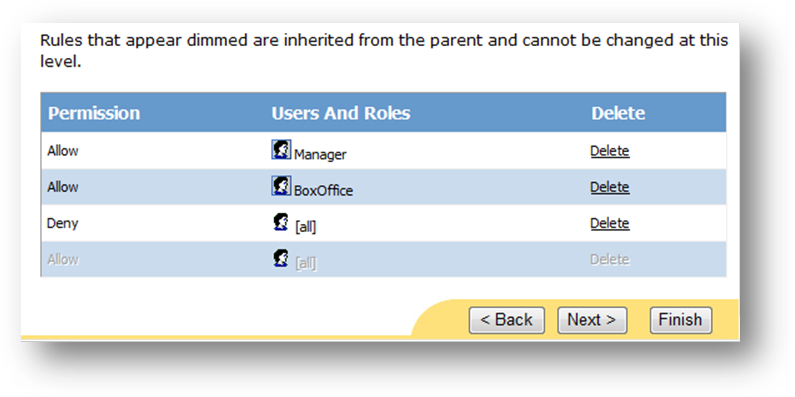 Rules that appear dimmed are inherited from the parent and cannot be changed at this
level.
Permission Users And Roles Delete
Allow Manager Delete
Allow BoxOffice Delete
Deny [all] Delete
Allow [all] Delete
< Back Next > Finish